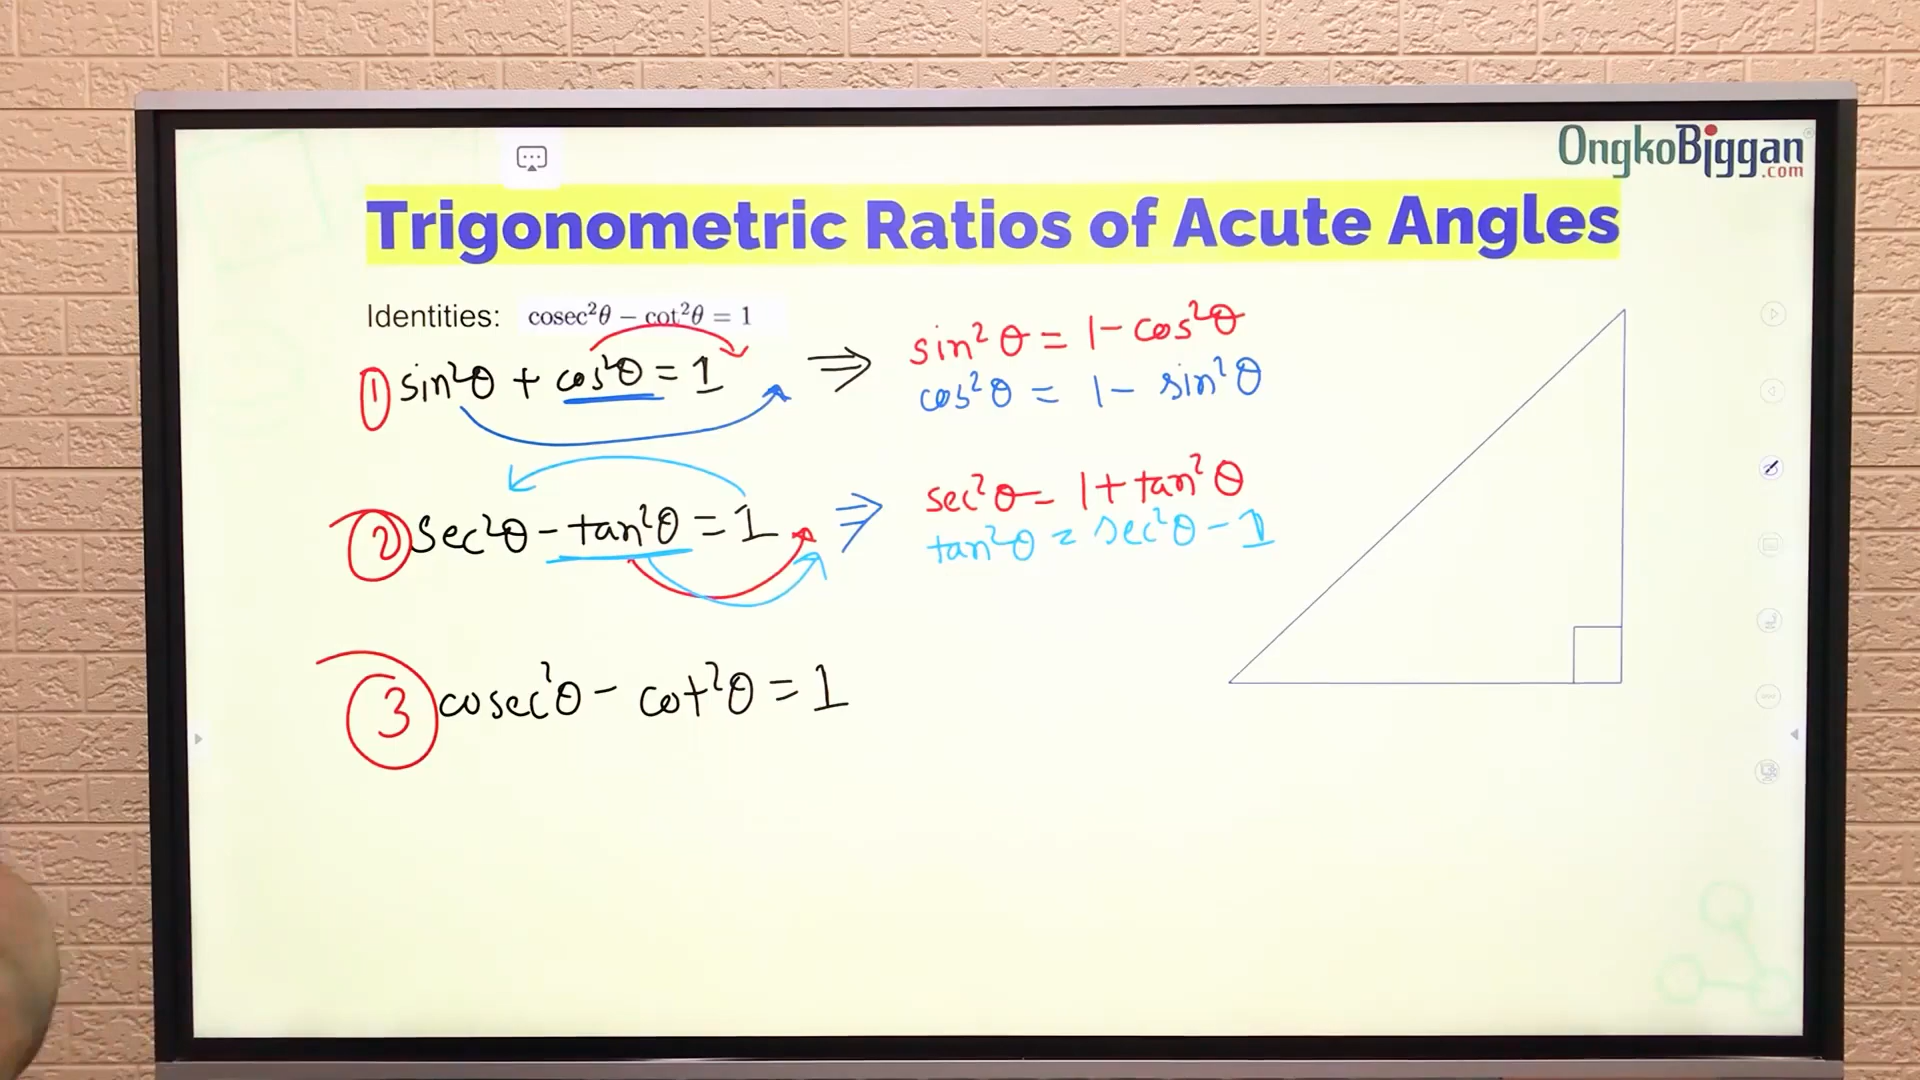 OngkoBiggan
.com
Trigonometric Ratios of Acute Angles
Identities: cosec²θ − cot²θ = 1
① sin²θ + cos²θ = 1 ⇒ sin²θ = 1 − cos²θ
cos²θ = 1 − sin²θ
② sec²θ − tan²θ = 1 ⇒ sec²θ = 1 + tan²θ
tan²θ = sec²θ − 1
③ cosec²θ − cot²θ = 1